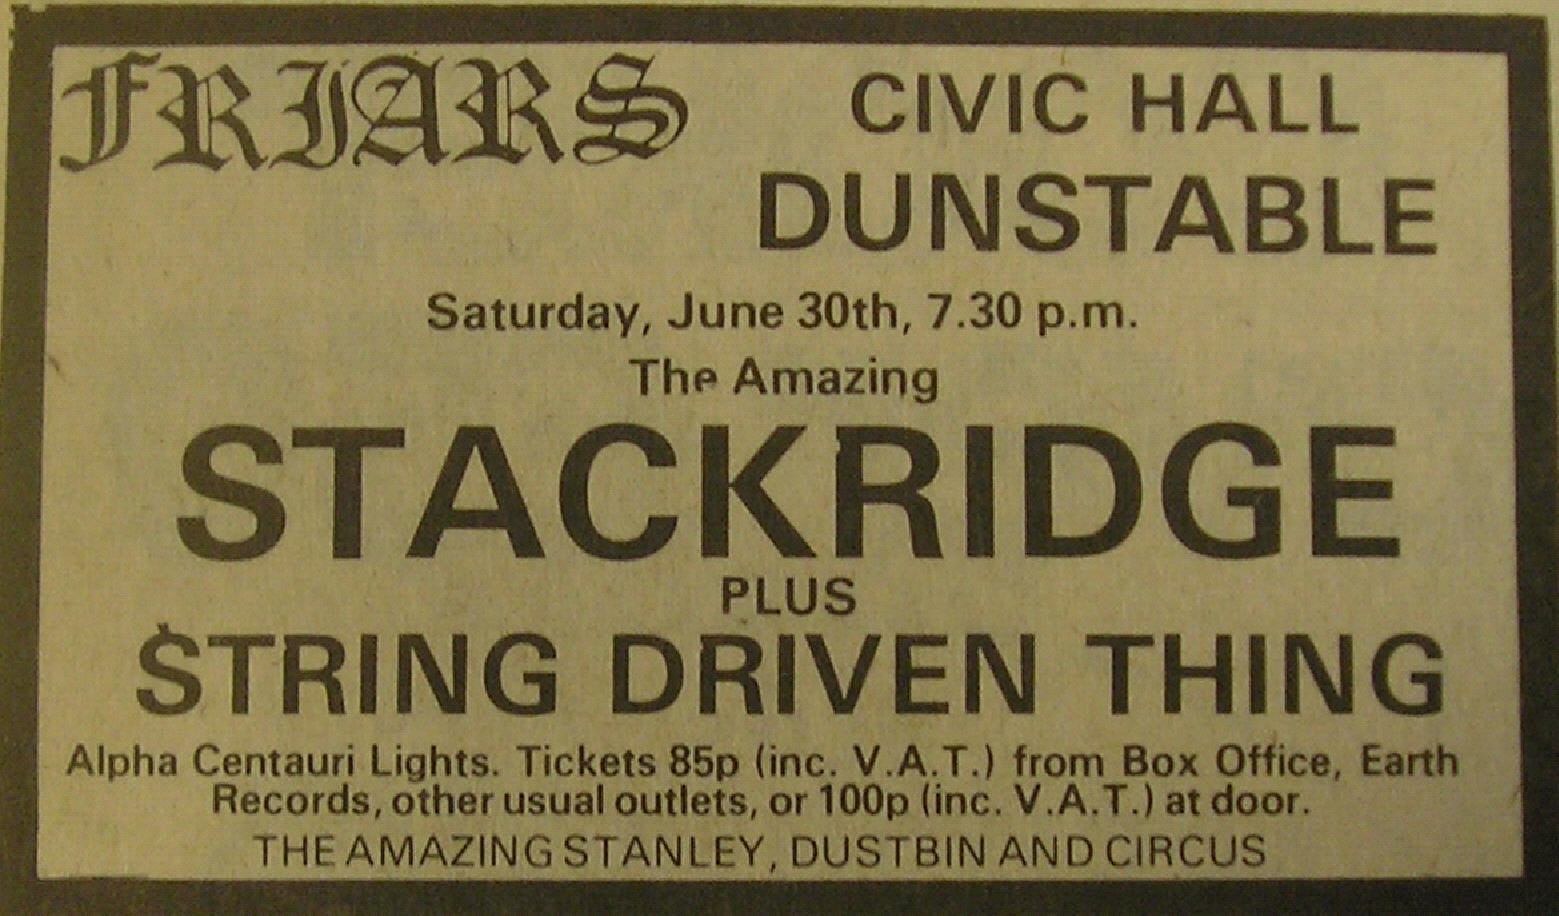 FRIARS
CIVIC HALL
DUNSTABLE
Saturday, June 30th, 7.30 p.m.
The Amazing
STACKRIDGE
PLUS
STRING DRIVEN THING
Alpha Centauri Lights. Tickets 85p (inc. V.A.T.) from Box Office, Earth
Records, other usual outlets, or 100p (inc. V.A.T.) at door.
THE AMAZING STANLEY, DUSTBIN AND CIRCUS